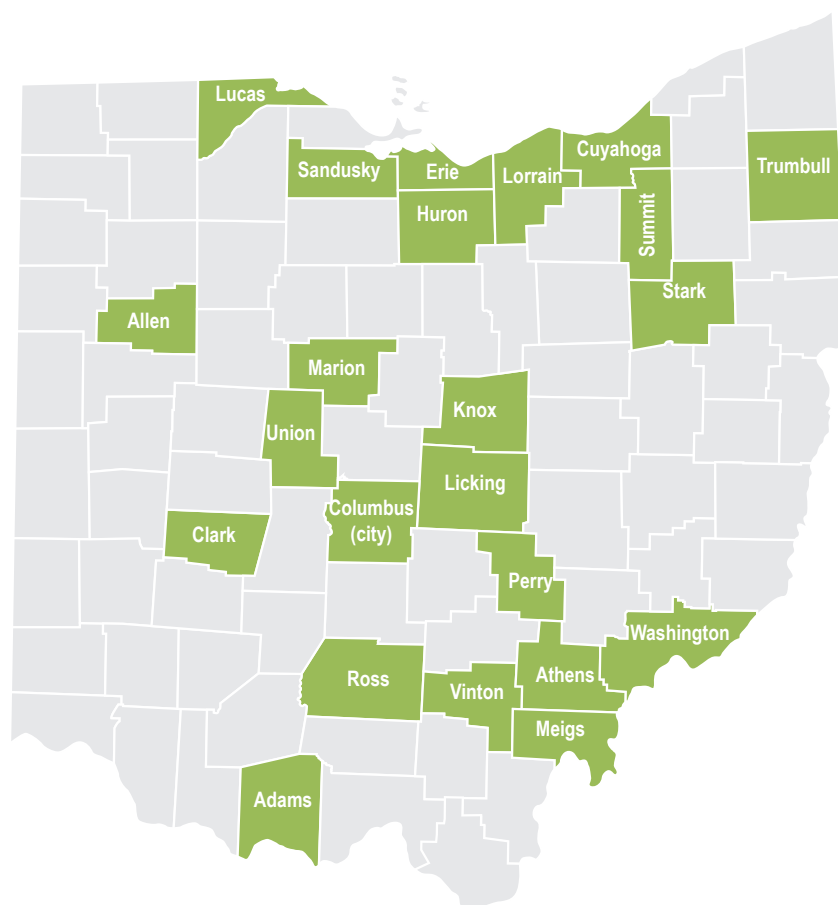 Lucas
Cuyahoga
Trumbull
Sandusky
Erie
Lorrain
Huron
Summit
Stark
Allen
Marion
Knox
Union
Licking
Columbus
(city)
Clark
Perry
Washington
Ross
Vinton
Athens
Meigs
Adams